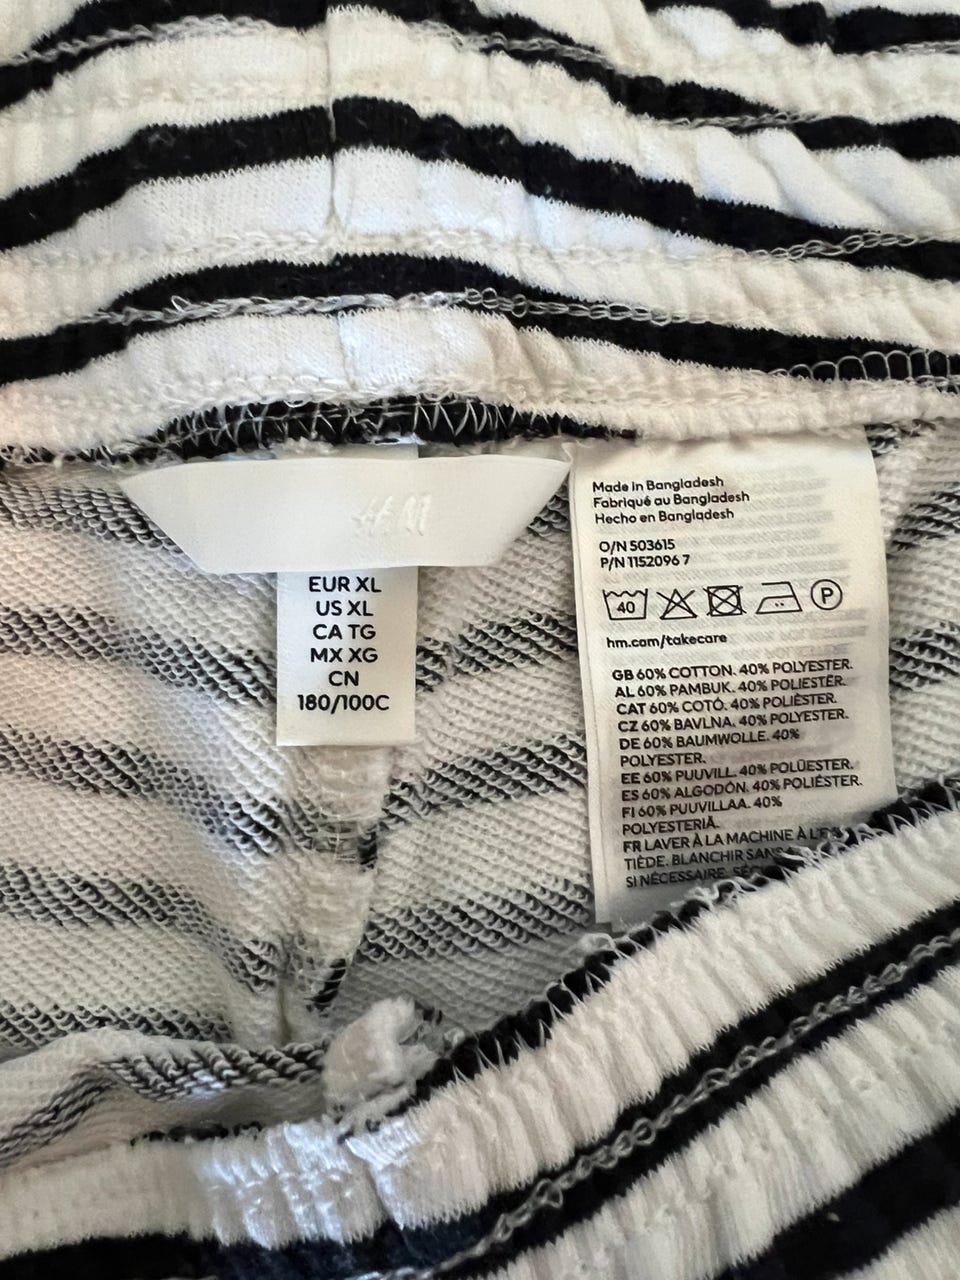 H&M
EUR XL
US XL
CA TG
MX XG
CN
180/100C
Made in Bangladesh
Fabriqué au Bangladesh
Hecho en Bangladesh
O/N 503615
P/N 1152096 7
40
P
hm.com/takecare
GB 60% COTTON. 40% POLYESTER.
AL 60% PAMBUK. 40% POLIESTËR.
CAT 60% COTÓ. 40% POLIÈSTER.
CZ 60% BAVLNA. 40% POLYESTER.
DE 60% BAUMWOLLE. 40%
POLYESTER.
EE 60% PUUVILL. 40% POLÜESTER.
ES 60% ALGODÓN. 40% POLIÉSTER.
FI 60% PUUVILLAA. 40%
POLYESTERIÄ.
FR LAVER À LA MACHINE À
TIÈDE. BLANCHIR SANS
SI NÉCESSAIRE.